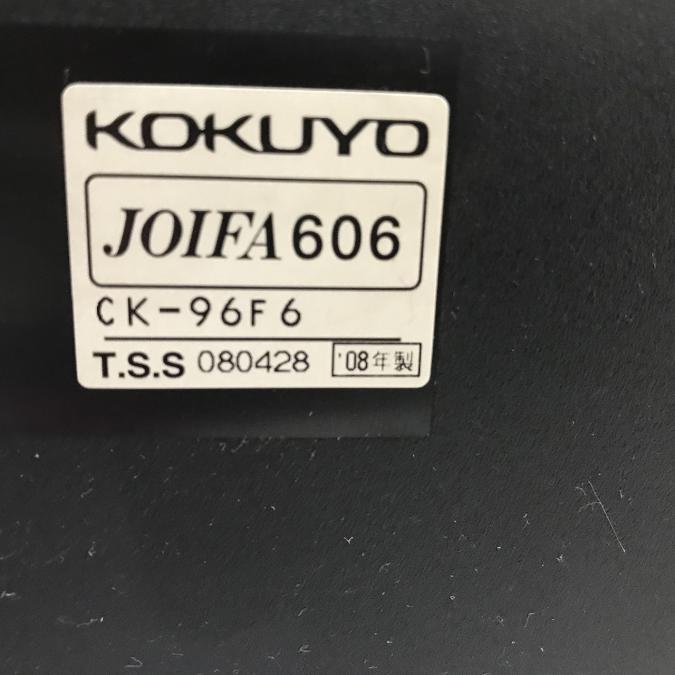 KOKUYO
JOIFA 606
CK-96F6
T.S.S 080428 '08年製